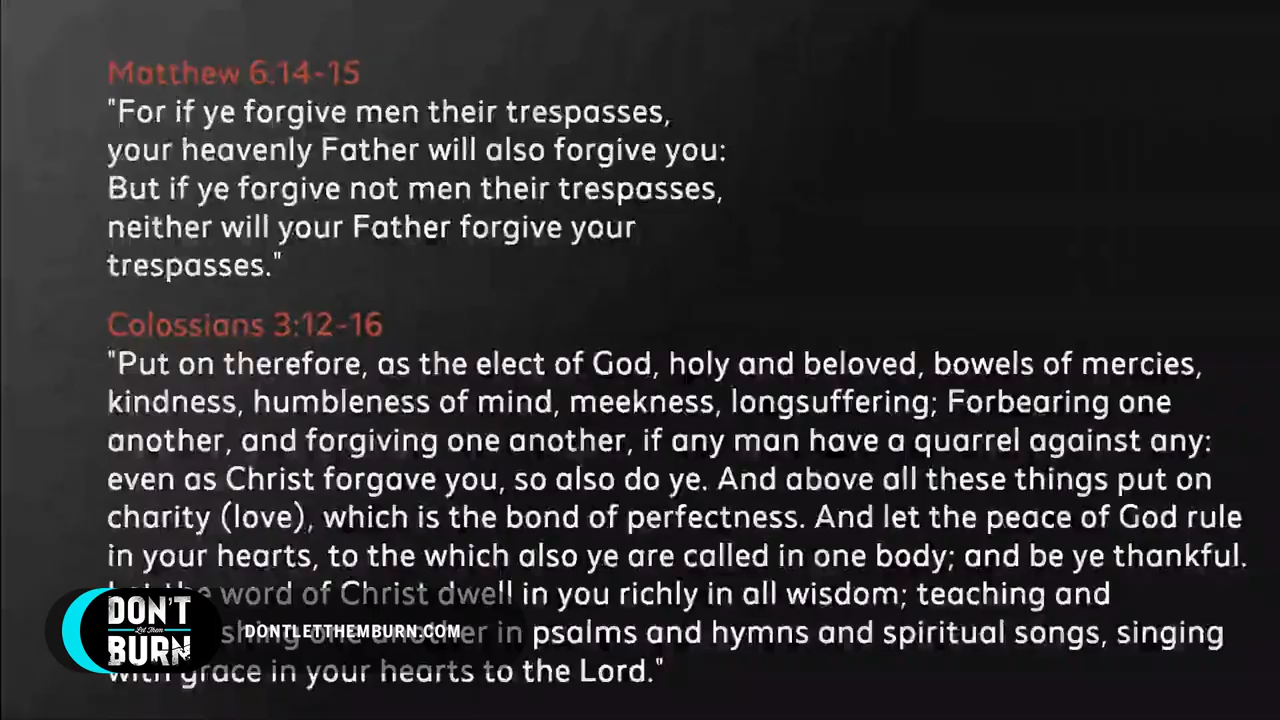 Matthew 6:14-15
"For if ye forgive men their trespasses,
your heavenly Father will also forgive you:
But if ye forgive not men their trespasses,
neither will your Father forgive your
trespasses."
Colossians 3:12-16
"Put on therefore, as the elect of God, holy and beloved, bowels of mercies,
kindness, humbleness of mind, meekness, longsuffering; Forbearing one
another, and forgiving one another, if any man have a quarrel against any:
even as Christ forgave you, so also do ye. And above all these things put on
charity (love), which is the bond of perfectness. And let the peace of God rule
in your hearts, to the which also ye are called in one body; and be ye thankful.
word of Christ dwell in you richly in all wisdom; teaching and
one another in psalms and hymns and spiritual songs, singing
with grace in your hearts to the Lord."
DON'T
Let Them
BURN
DONTLETTHEMBURN.COM